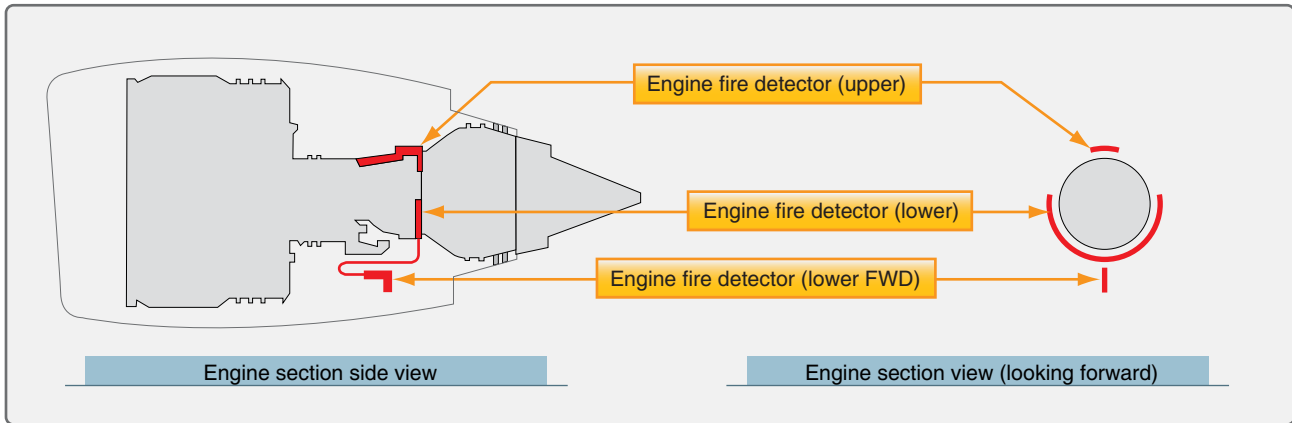 Engine fire detector (upper)
Engine fire detector (lower)
Engine fire detector (lower FWD)
Engine section side view
Engine section view (looking forward)